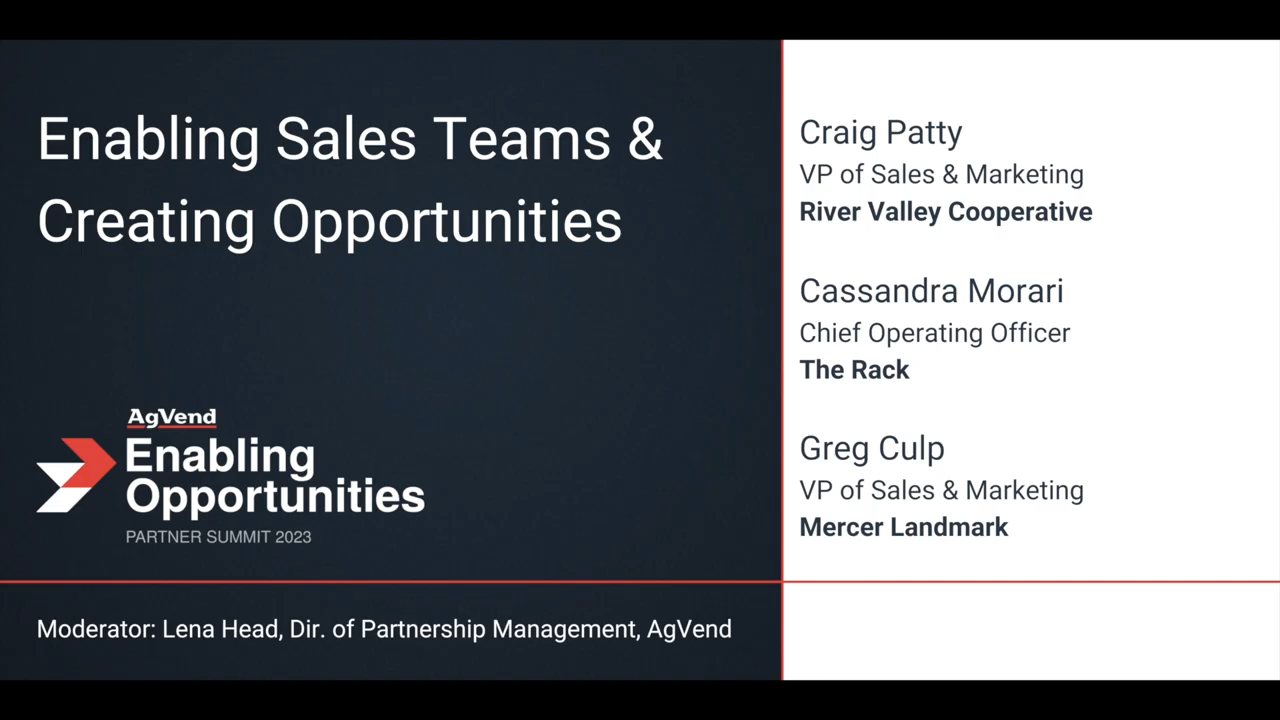 Enabling Sales Teams &
Creating Opportunities
AgVend
Enabling
Opportunities
PARTNER SUMMIT 2023
Moderator: Lena Head, Dir. of Partnership Management, AgVend
Craig Patty
VP of Sales & Marketing
River Valley Cooperative
Cassandra Morari
Chief Operating Officer
The Rack
Greg Culp
VP of Sales & Marketing
Mercer Landmark